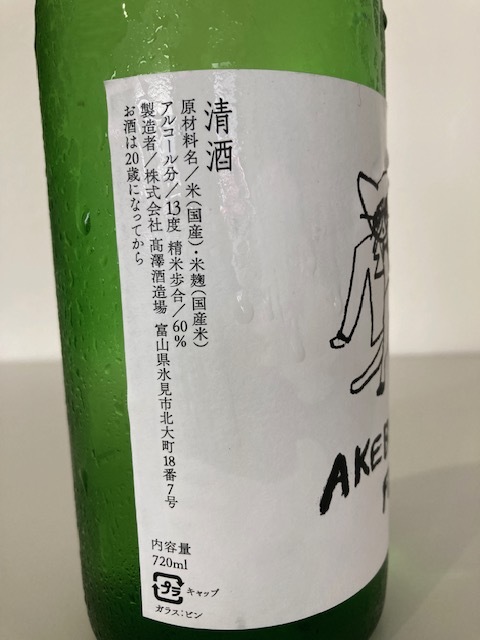 清酒
原材料名／米(国産)・米麹(国産米)
アルコール分／13度 精米歩合／60%
製造者／株式会社 髙澤酒造場 富山県氷見市北大町18番7号
お酒は20歳になってから
内容量
720ml
プラ キャップ
ガラス:ビン
AKE